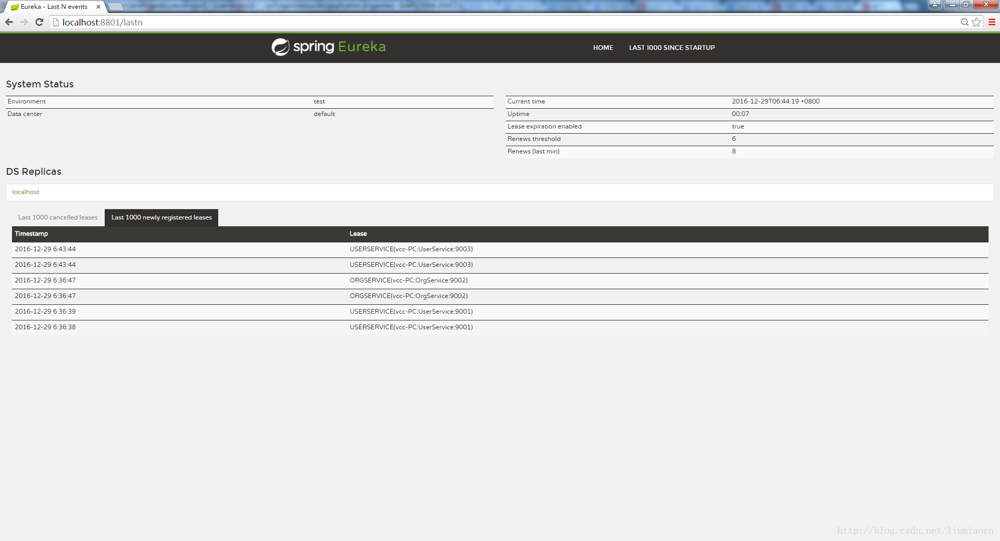 Eureka - Last N events
localhost:8801/lastn
spring Eureka
HOME
LAST 1000 SINCE STARTUP
System Status
Environment test
Data center default
Current time 2016-12-29T06:44:19 +0800
Uptime 00:07
Lease expiration enabled true
Renews threshold 6
Renews (last min) 8
DS Replicas
localhost
Last 1000 cancelled leases
Last 1000 newly registered leases
Timestamp Lease
2016-12-29 6:43:44 USERSERVICE(vcc-PC:UserService:9003)
2016-12-29 6:43:44 USERSERVICE(vcc-PC:UserService:9003)
2016-12-29 6:36:47 ORGSERVICE(vcc-PC:OrgService:9002)
2016-12-29 6:36:47 ORGSERVICE(vcc-PC:OrgService:9002)
2016-12-29 6:36:39 USERSERVICE(vcc-PC:UserService:9001)
2016-12-29 6:36:38 USERSERVICE(vcc-PC:UserService:9001)
http://blog.csdn.net/liumiaocn